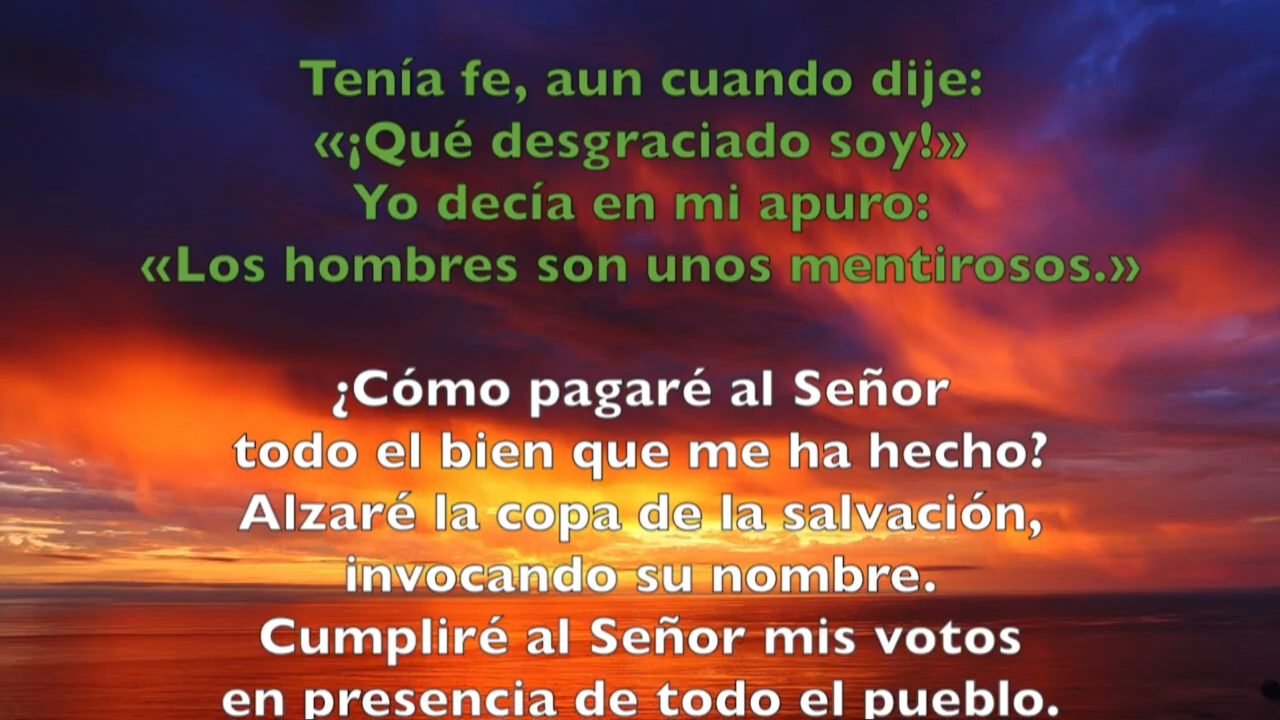 Tenía fe, aun cuando dije:
«¡Qué desgraciado soy!»
Yo decía en mi apuro:
«Los hombres son unos mentirosos.»
¿Cómo pagaré al Señor
todo el bien que me ha hecho?
Alzaré la copa de la salvación,
invocando su nombre.
Cumpliré al Señor mis votos
en presencia de todo el pueblo.